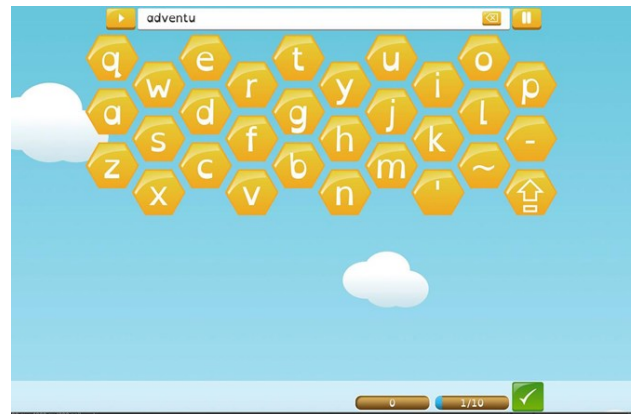 adventu
q e t u o
w r y i p
a d g j l
s f h k -
z c b m ~
x v n '
0 1/10